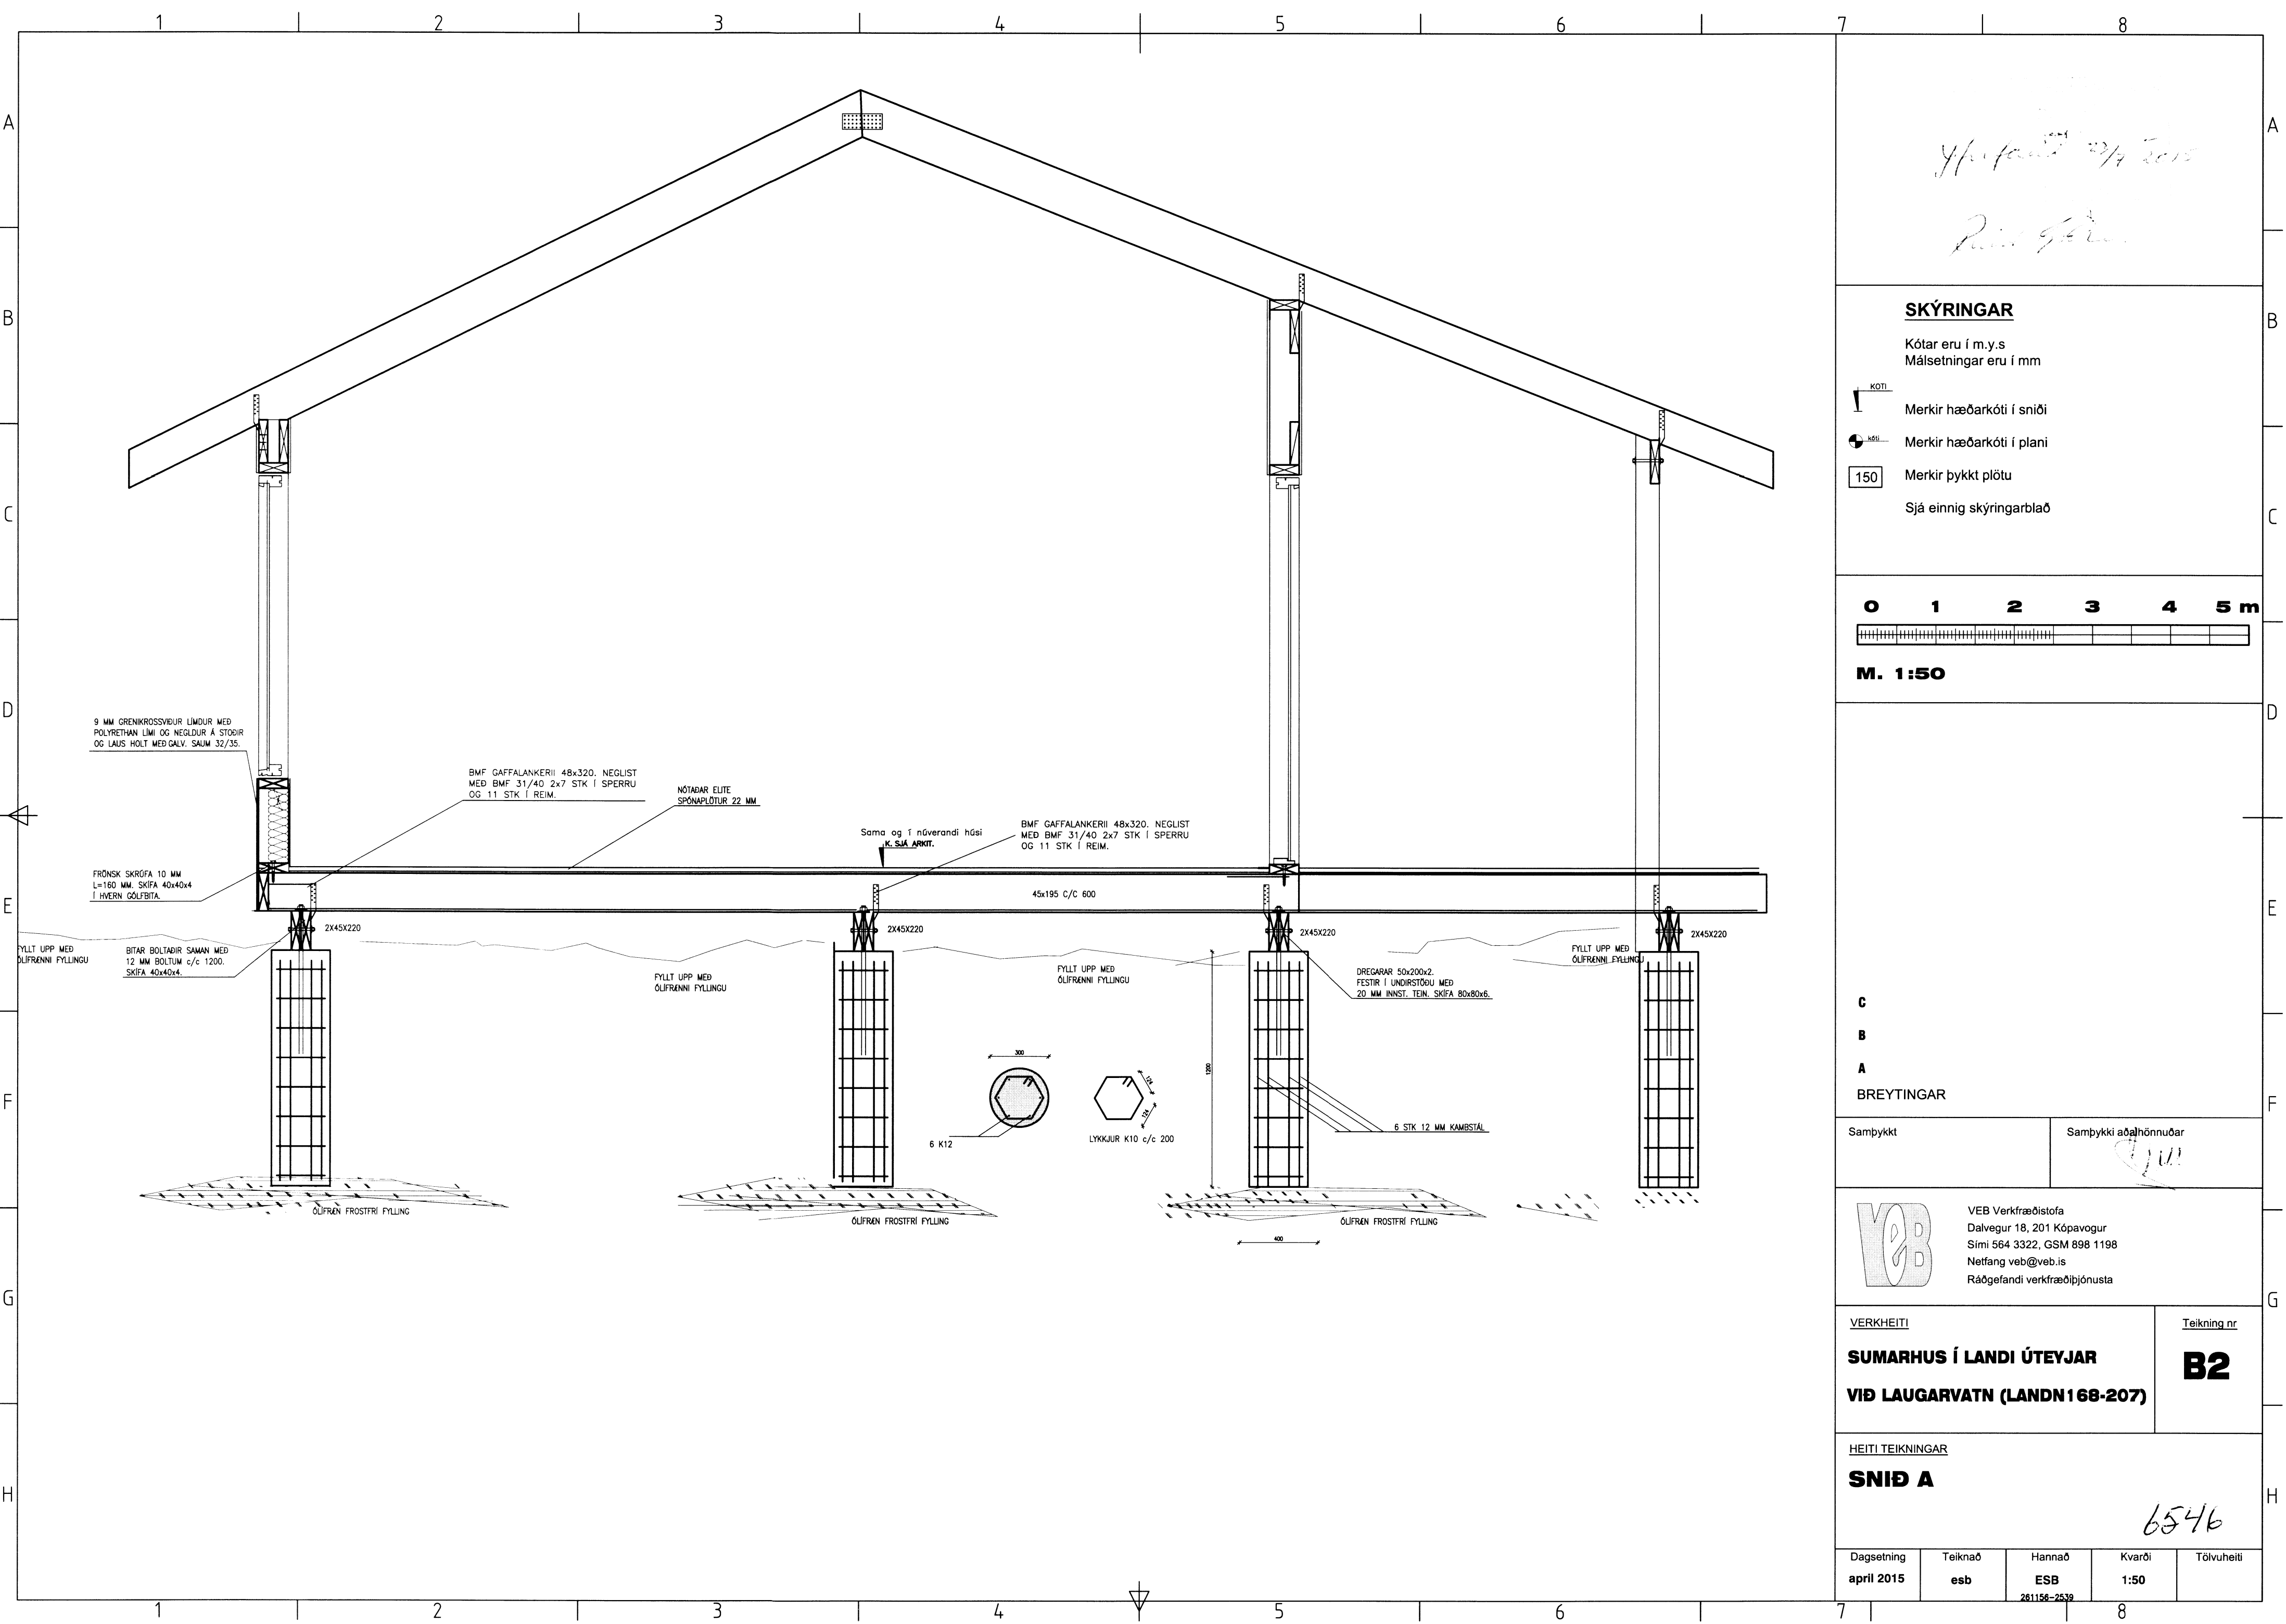 1 2 3 4 5 6 7 8
A
B
C
D
E
F
G
H
A
B
C
D
E
F
G
H
9 MM GRENIKROSSVIÐUR LÍMDUR MEÐ
POLYRETHAN LÍMI OG NEGLDUR Á STOÐIR
OG LAUS HOLT MEÐ GALV. SAUM 32/35.
BMF GAFFALANKERII 48x320. NEGLIST
MEÐ BMF 31/40 2x7 STK Í SPERRU
OG 11 STK Í REIM.
NÓTAÐAR ELITE
SPÓNAPLÖTUR 22 MM
Sama og í núverandi húsi
K. SJÁ ARKIT.
BMF GAFFALANKERII 48x320. NEGLIST
MEÐ BMF 31/40 2x7 STK Í SPERRU
OG 11 STK Í REIM.
FRÖNSK SKRÚFA 10 MM
L=160 MM. SKÍFA 40x40x4
Í HVERN GÓLFBITA.
45x195 C/C 600
2X45X220
2X45X220
2X45X220
2X45X220
FYLLT UPP MEÐ
ÓLÍFRÆNNI FYLLINGU
BITAR BOLTAÐIR SAMAN MEÐ
12 MM BOLTUM c/c 1200.
SKÍFA 40x40x4.
FYLLT UPP MEÐ
ÓLÍFRÆNNI FYLLINGU
FYLLT UPP MEÐ
ÓLÍFRÆNNI FYLLINGU
FYLLT UPP MEÐ
ÓLÍFRÆNNI FYLLINGU
DREGARAR 50x200x2.
FESTIR Í UNDIRSTÖÐU MEÐ
20 MM INNST. TEIN. SKÍFA 80x80x6.
300
124
124
1200
6 K12
LYKKJUR K10 c/c 200
6 STK 12 MM KAMBSTÁL
ÓLÍFRÆN FROSTFRÍ FYLLING
ÓLÍFRÆN FROSTFRÍ FYLLING
ÓLÍFRÆN FROSTFRÍ FYLLING
400
SKÝRINGAR
Kótar eru í m.y.s
Málsetningar eru í mm
KOTI
Merkir hæðarkóti í sniði
kóti
Merkir hæðarkóti í plani
150 Merkir þykkt plötu
Sjá einnig skýringarblað
0 1 2 3 4 5 m
M. 1:50
C
B
A
BREYTINGAR
Samþykkt
Samþykki aðalhönnuðar
VEB
VEB Verkfræðistofa
Dalvegur 18, 201 Kópavogur
Sími 564 3322, GSM 898 1198
Netfang veb@veb.is
Ráðgefandi verkfræðiþjónusta
VERKHEITI
Teikning nr
SUMARHUS Í LANDI ÚTEYJAR
VIÐ LAUGARVATN (LANDN168-207)
B2
HEITI TEIKNINGAR
SNIÐ A
6546
Dagsetning Teiknað Hannað Kvarði Tölvuheiti
april 2015 esb ESB 1:50
261156-2539
1 2 3 4 5 6 7 8